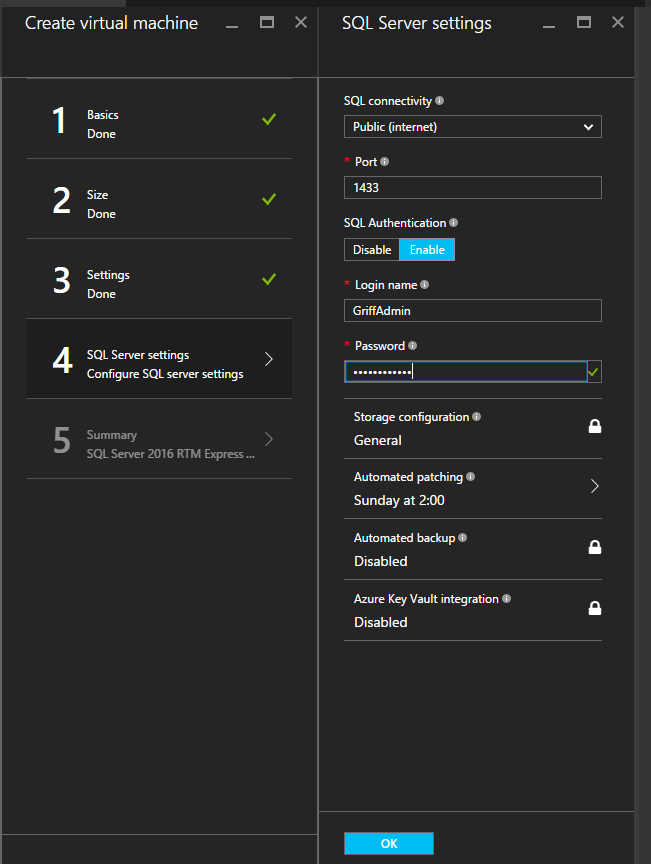 Create virtual machine
1
Basics
Done
2
Size
Done
3
Settings
Done
4
SQL Server settings
Configure SQL server settings
5
Summary
SQL Server 2016 RTM Express ...
SQL Server settings
SQL connectivity
Public (internet)
* Port
1433
SQL Authentication
Disable Enable
* Login name
GriffAdmin
* Password
••••••••••••
Storage configuration
General
Automated patching
Sunday at 2:00
Automated backup
Disabled
Azure Key Vault integration
Disabled
OK